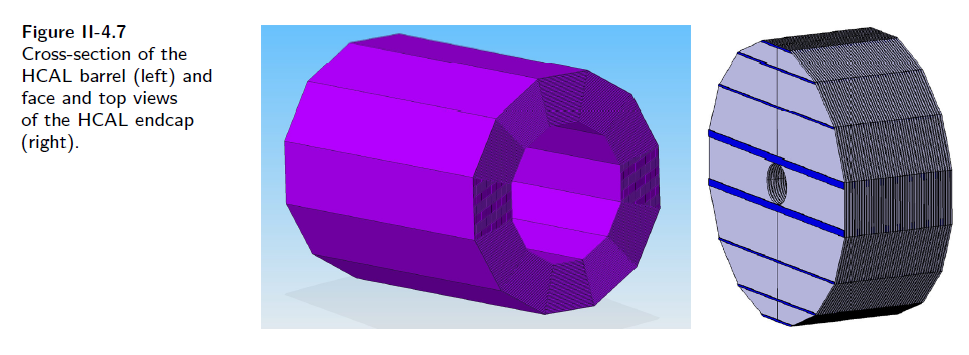 Figure II-4.7
Cross-section of the
HCAL barrel (left) and
face and top views
of the HCAL endcap
(right).